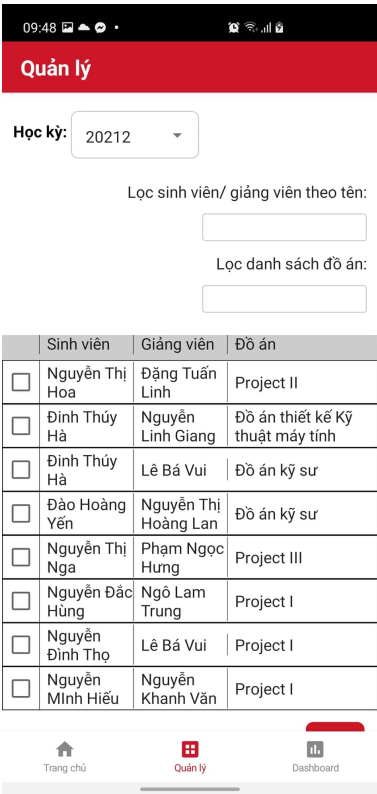 09:48
Quản lý
Học kỳ: 20212
Lọc sinh viên/ giảng viên theo tên:
Lọc danh sách đồ án:
Sinh viên Giảng viên Đồ án
Nguyễn Thị Đặng Tuấn Project II
Hoa Linh
Đinh Thúy Nguyễn Đồ án thiết kế Kỹ
Hà Linh Giang thuật máy tính
Đinh Thúy Lê Bá Vui Đồ án kỹ sư
Hà
Đào Hoàng Nguyễn Thị Đồ án kỹ sư
Yến Hoàng Lan
Nguyễn Thị Phạm Ngọc Project III
Nga Hưng
Nguyễn Đắc Ngô Lam Project I
Hùng Trung
Nguyễn Lê Bá Vui Project I
Đình Thọ
Nguyễn Nguyễn Project I
MInh Hiếu Khanh Văn
Trang chủ Quản lý Dashboard